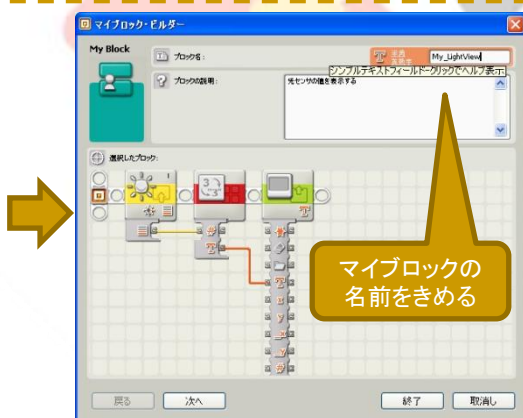 マイブロック・ビルダー
My Block
ブロック名:
My_LightView
シンプルテキストフィールド-クリックでヘルプ表示
ブロックの説明:
光センサの値を表示する
選択したブロック:
マイブロックの
名前をきめる
戻る
次へ
終了
取消し